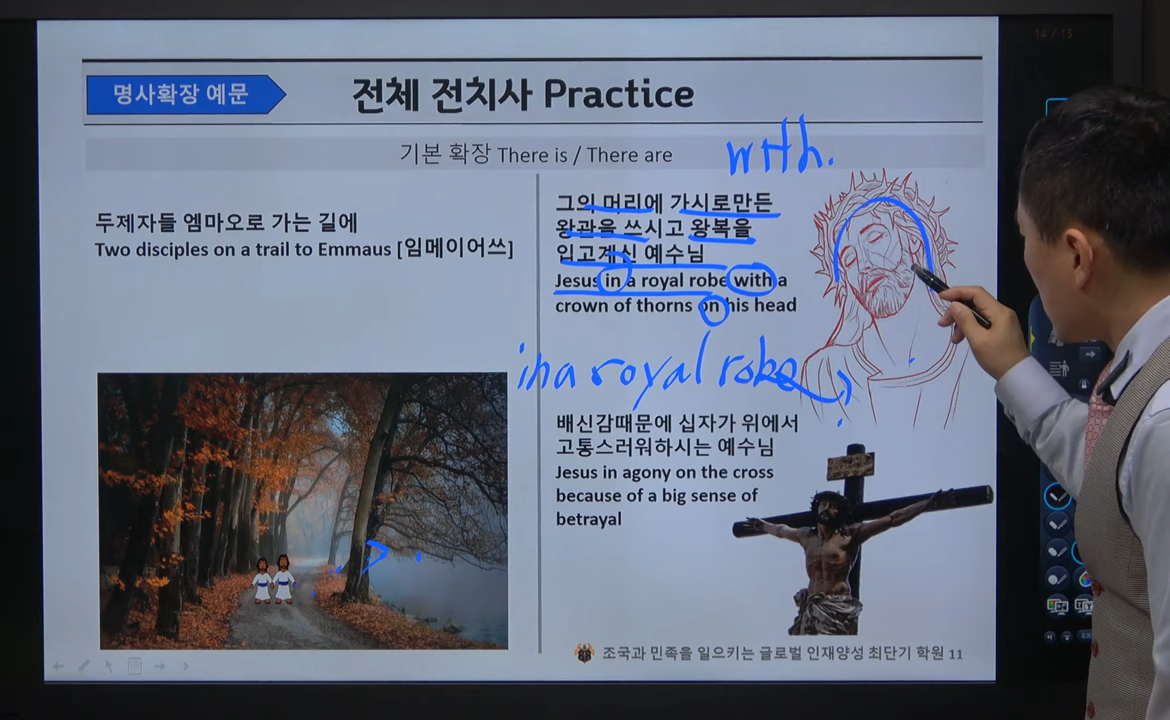 14 / 15
명사확장 예문
전체 전치사 Practice
기본 확장 There is / There are
with.
두제자들 엠마오로 가는 길에
Two disciples on a trail to Emmaus [임메이어쓰]
그의 머리에 가시로만든
왕관을 쓰시고 왕복을
입고계신 예수님
Jesus in a royal robe with a
crown of thorns on his head
in a royal robe
배신감때문에 십자가 위에서
고통스러워하시는 예수님
Jesus in agony on the cross
because of a big sense of
betrayal
조국과 민족을 일으키는 글로벌 인재양성 최단기 학원 11